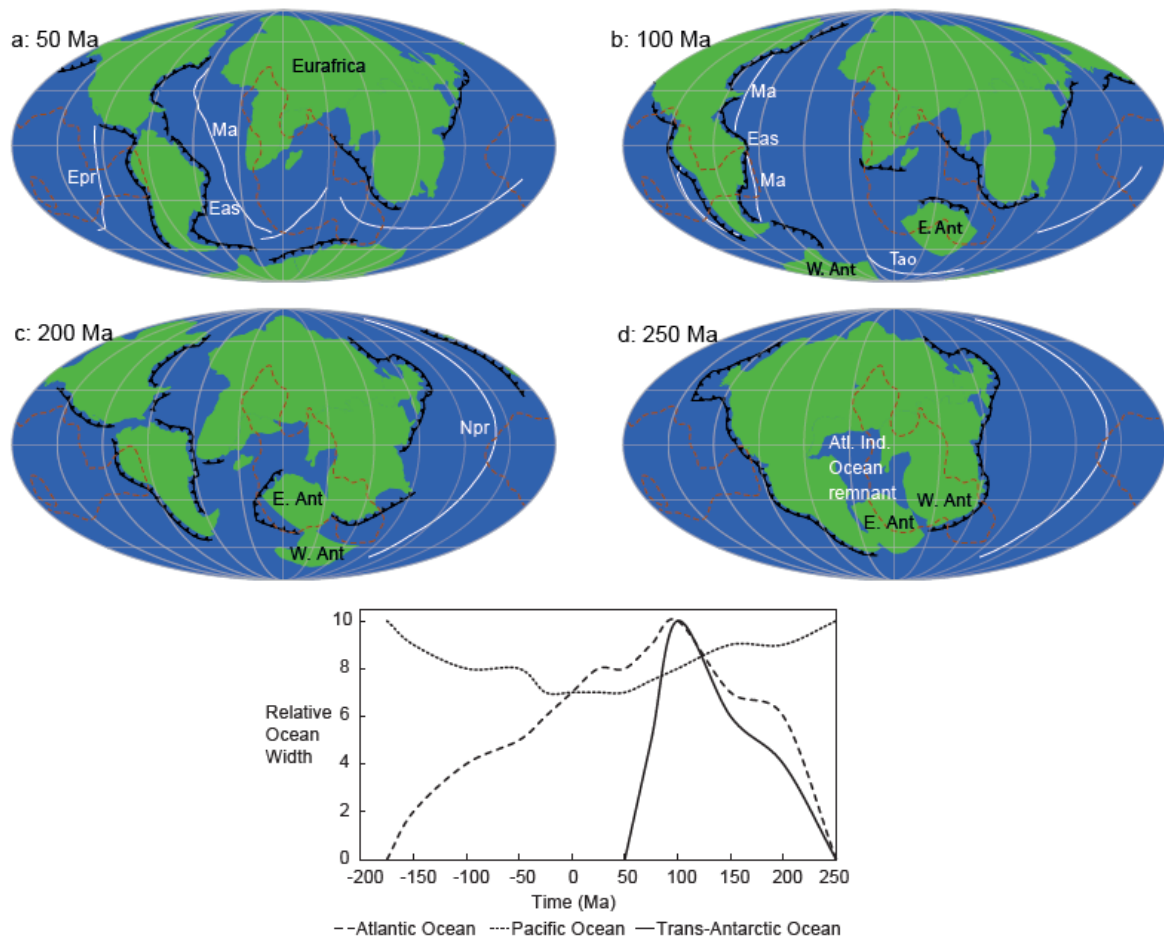 a: 50 Ma
Eurafrica
Ma
Epr
Eas
b: 100 Ma
Ma
Eas
Ma
E. Ant
Tao
W. Ant
c: 200 Ma
Npr
E. Ant
W. Ant
d: 250 Ma
Atl. Ind.
Ocean
remnant
W. Ant
E. Ant
10
8
6
4
2
0
Relative
Ocean
Width
-200 -150 -100 -50 0 50 100 150 200 250
Time (Ma)
Atlantic Ocean Pacific Ocean Trans-Antarctic Ocean